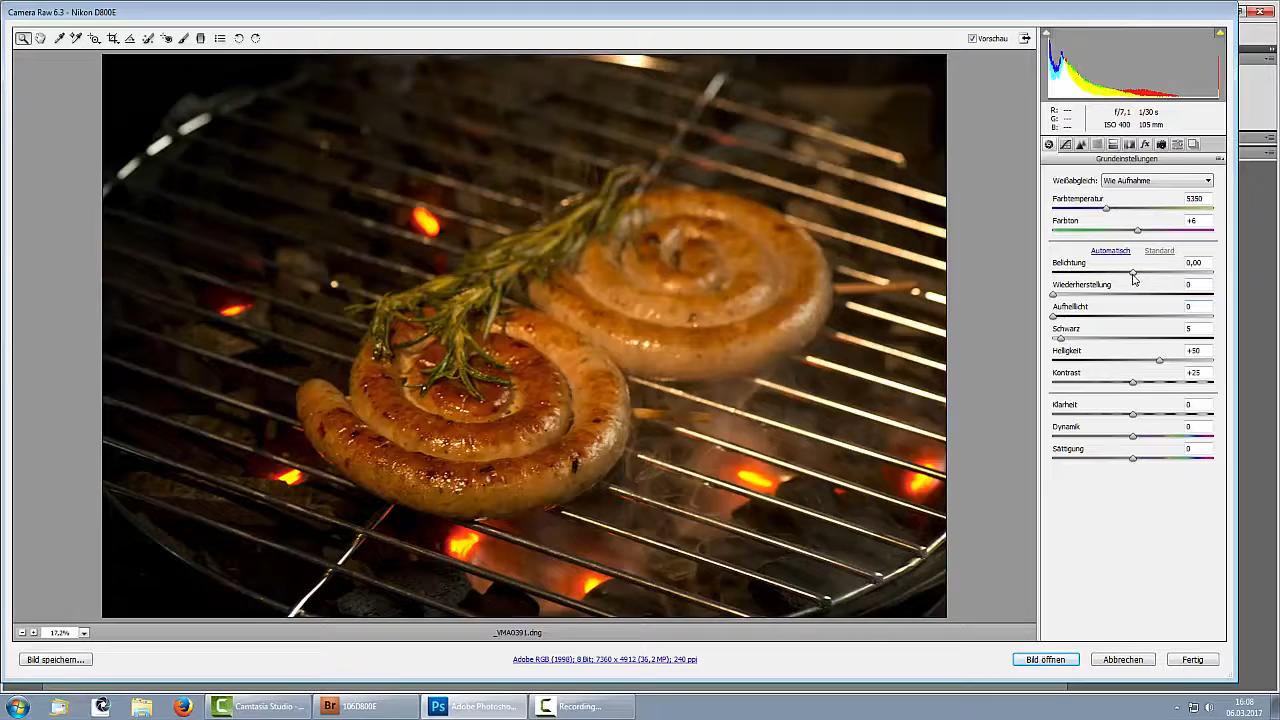 Camera Raw 6.3 - Nikon D800E
Vorschau
R: ---
G: ---
B: ---
f/7,1 1/30 s
ISO 400 105 mm
Grundeinstellungen
Weißabgleich: Wie Aufnahme
Farbtemperatur 5350
Farbton +6
Automatisch Standard
Belichtung 0,00
Wiederherstellung 0
Aufhelllicht 0
Schwarz 5
Helligkeit +50
Kontrast +25
Klarheit 0
Dynamik 0
Sättigung 0
17,2%
_VMA0391.dng
Bild speichern...
Adobe RGB (1998); 8 Bit; 7360 x 4912 (36,2 MP); 240 ppi
Bild öffnen
Abbrechen
Fertig
Camtasia Studio -...
Br 106D800E
Ps Adobe Photosho...
Recording...
16:08
06.03.2017